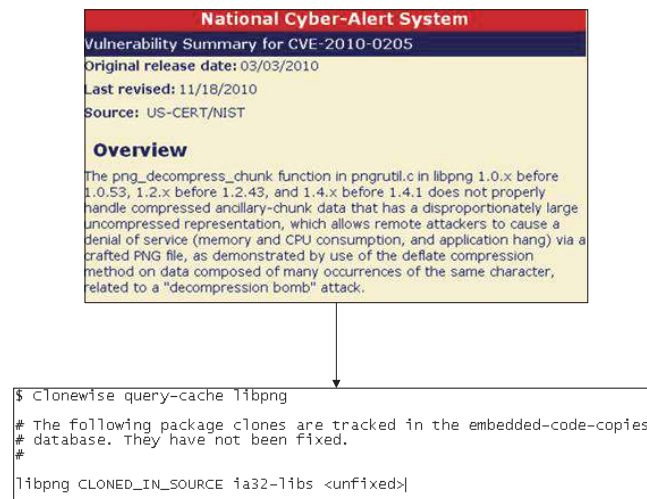 National Cyber-Alert System
Vulnerability Summary for CVE-2010-0205
Original release date: 03/03/2010
Last revised: 11/18/2010
Source: US-CERT/NIST
Overview
The png_decompress_chunk function in pngrutil.c in libpng 1.0.x before
1.0.53, 1.2.x before 1.2.43, and 1.4.x before 1.4.1 does not properly
handle compressed ancillary-chunk data that has a disproportionately large
uncompressed representation, which allows remote attackers to cause a
denial of service (memory and CPU consumption, and application hang) via a
crafted PNG file, as demonstrated by use of the deflate compression
method on data composed of many occurrences of the same character,
related to a "decompression bomb" attack.
$ Clonewise query-cache libpng
# The following package clones are tracked in the embedded-code-copies
# database. They have not been fixed.
#
libpng CLONED_IN_SOURCE ia32-libs <unfixed>